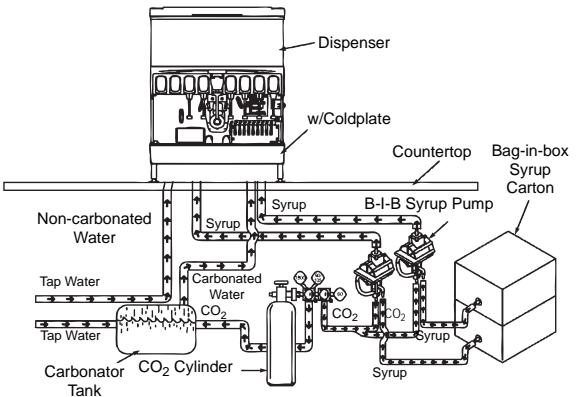 Dispenser
w/Coldplate
Countertop
Bag-in-box
Syrup
Carton
B-I-B Syrup Pump
Non-carbonated
Water
Syrup
Syrup
Tap Water
Carbonated
Water
CO2
CO2
CO2
Tap Water
Syrup
Syrup
Carbonator
Tank
CO2 Cylinder